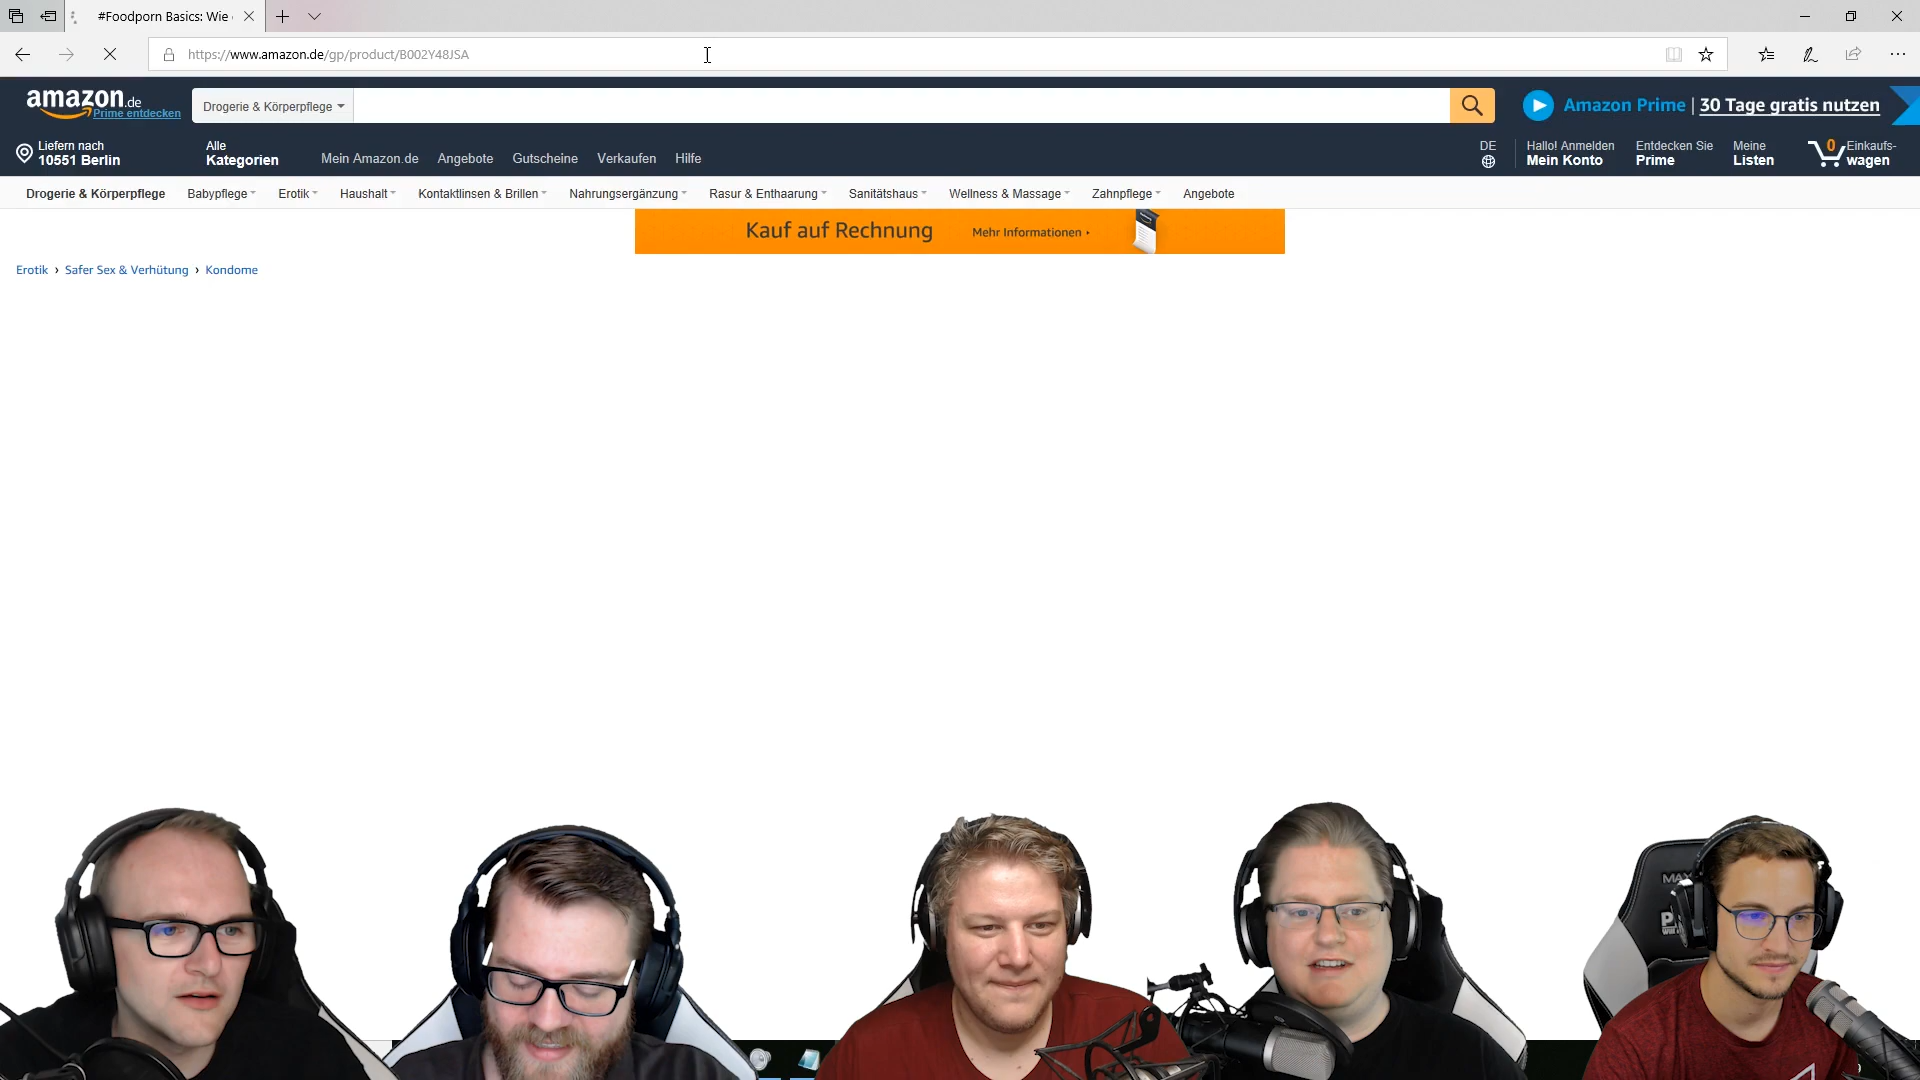 #Foodporn Basics: Wie
https://www.amazon.de/gp/product/B002Y48JSA
amazon.de
Prime entdecken
Drogerie & Körperpflege
Amazon Prime | 30 Tage gratis nutzen
Liefern nach
10551 Berlin
Alle
Kategorien
Mein Amazon.de Angebote Gutscheine Verkaufen Hilfe
DE
Hallo! Anmelden
Mein Konto
Entdecken Sie
Prime
Meine
Listen
0
Einkaufs-
wagen
Drogerie & Körperpflege Babypflege Erotik Haushalt Kontaktlinsen & Brillen Nahrungsergänzung Rasur & Enthaarung Sanitätshaus Wellness & Massage Zahnpflege Angebote
Kauf auf Rechnung Mehr Informationen ›
Erotik › Safer Sex & Verhütung › Kondome